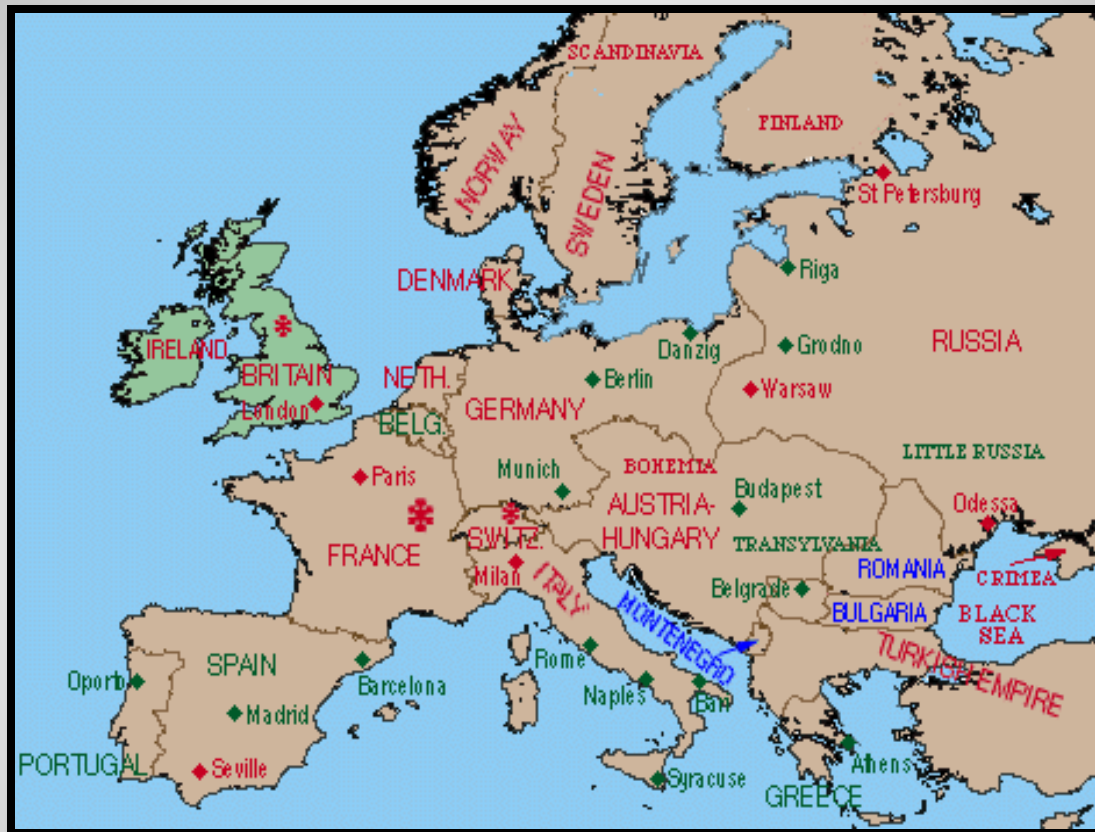 SCANDINAVIA
FINLAND
NORWAY
SWEDEN
St Petersburg
DENMARK
Riga
IRELAND
BRITAIN
London
NETH.
BELG.
GERMANY
Danzig
Berlin
Grodno
Warsaw
RUSSIA
LITTLE RUSSIA
Paris
Munich
BOHEMIA
Budapest
AUSTRIA-
HUNGARY
TRANSYLVANIA
Odessa
FRANCE
SWITZ.
Milan
ITALY
Belgrade
ROMANIA
BULGARIA
CRIMEA
BLACK
SEA
MONTENEGRO
TURKISH EMPIRE
Oporto
SPAIN
Barcelona
Madrid
Rome
Naples
Bari
PORTUGAL
Seville
Syracuse
Athens
GREECE